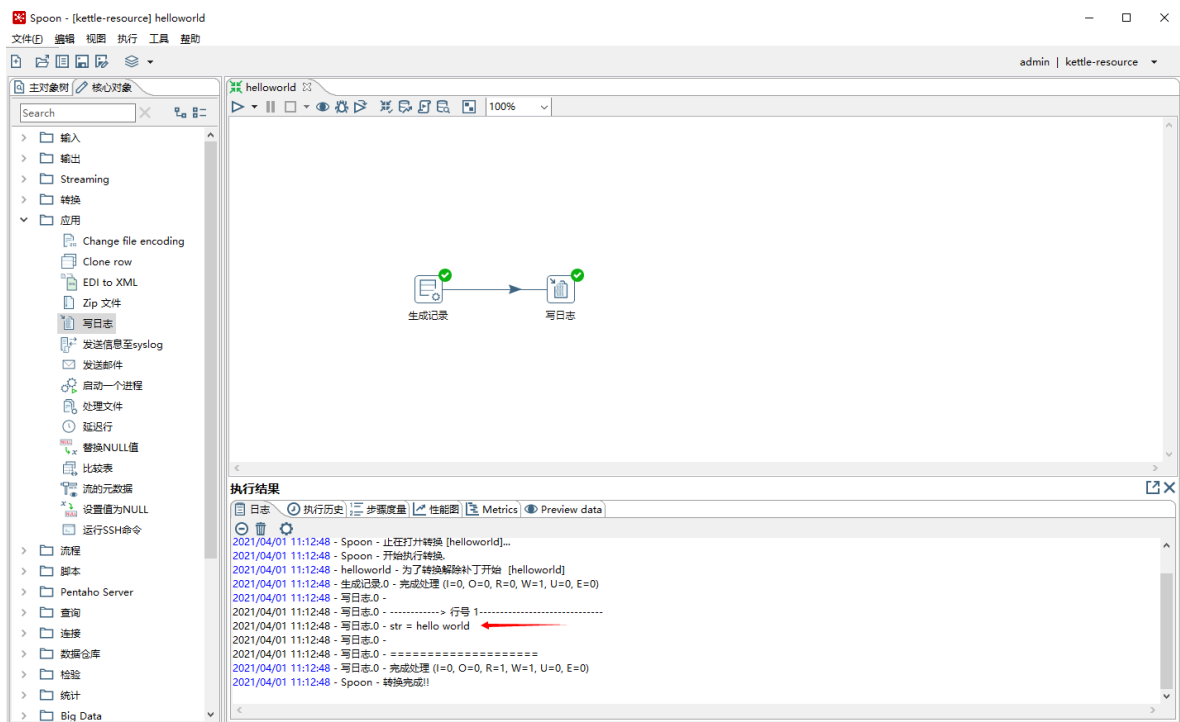 Spoon - [kettle-resource] helloworld
文件(F) 编辑 视图 执行 工具 帮助
admin | kettle-resource
主对象树 核心对象
helloworld
Search
100%
输入
输出
Streaming
转换
应用
Change file encoding
Clone row
EDI to XML
Zip 文件
写日志
发送信息至syslog
发送邮件
启动一个进程
处理文件
延迟行
替换NULL值
比较表
流的元数据
设置值为NULL
运行SSH命令
流程
脚本
Pentaho Server
查询
连接
数据仓库
检验
统计
Big Data
生成记录 写日志
执行结果
日志 执行历史 步骤度量 性能图 Metrics Preview data
2021/04/01 11:12:48 - Spoon - 正在打开转换 [helloworld]...
2021/04/01 11:12:48 - Spoon - 开始执行转换.
2021/04/01 11:12:48 - helloworld - 为了转换解除补丁开始 [helloworld]
2021/04/01 11:12:48 - 生成记录.0 - 完成处理 (I=0, O=0, R=0, W=1, U=0, E=0)
2021/04/01 11:12:48 - 写日志.0 -
2021/04/01 11:12:48 - 写日志.0 - ------------> 行号 1------------------------------
2021/04/01 11:12:48 - 写日志.0 - str = hello world
2021/04/01 11:12:48 - 写日志.0 -
2021/04/01 11:12:48 - 写日志.0 - ====================
2021/04/01 11:12:48 - 写日志.0 - 完成处理 (I=0, O=0, R=1, W=1, U=0, E=0)
2021/04/01 11:12:48 - Spoon - 转换完成!!